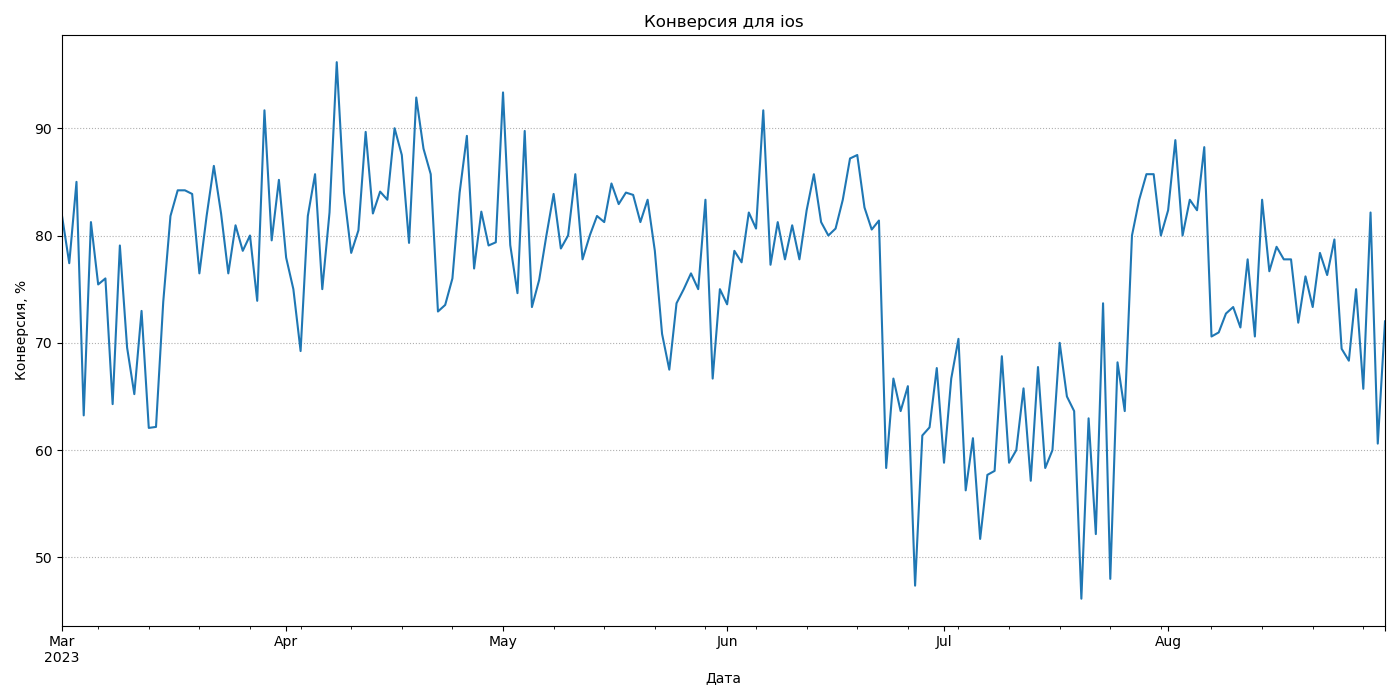 Конверсия для ios
Конверсия, %
90
80
70
60
50
Mar
2023
Apr
May
Jun
Jul
Aug
Дата